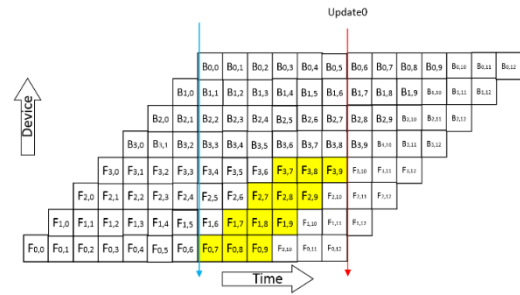 Update0
B0,0 B0,1 B0,2 B0,3 B0,4 B0,5 B0,6 B0,7 B0,8 B0,9 B0,10 B0,11 B0,12
B1,0 B1,1 B1,2 B1,3 B1,4 B1,5 B1,6 B1,7 B1,8 B1,9 B1,10 B1,11 B1,12
B2,0 B2,1 B2,2 B2,3 B2,4 B2,5 B2,6 B2,7 B2,8 B2,9 B2,10 B2,11 B2,12
B3,0 B3,1 B3,2 B3,3 B3,4 B3,5 B3,6 B3,7 B3,8 B3,9 B3,10 B3,11 B3,12
F3,0 F3,1 F3,2 F3,3 F3,4 F3,5 F3,6 F3,7 F3,8 F3,9 F3,10 F3,11 F3,12
F2,0 F2,1 F2,2 F2,3 F2,4 F2,5 F2,6 F2,7 F2,8 F2,9 F2,10 F2,11 F2,12
F1,0 F1,1 F1,2 F1,3 F1,4 F1,5 F1,6 F1,7 F1,8 F1,9 F1,10 F1,11 F1,12
F0,0 F0,1 F0,2 F0,3 F0,4 F0,5 F0,6 F0,7 F0,8 F0,9 F2,10 F0,11 F0,12
Device
Time